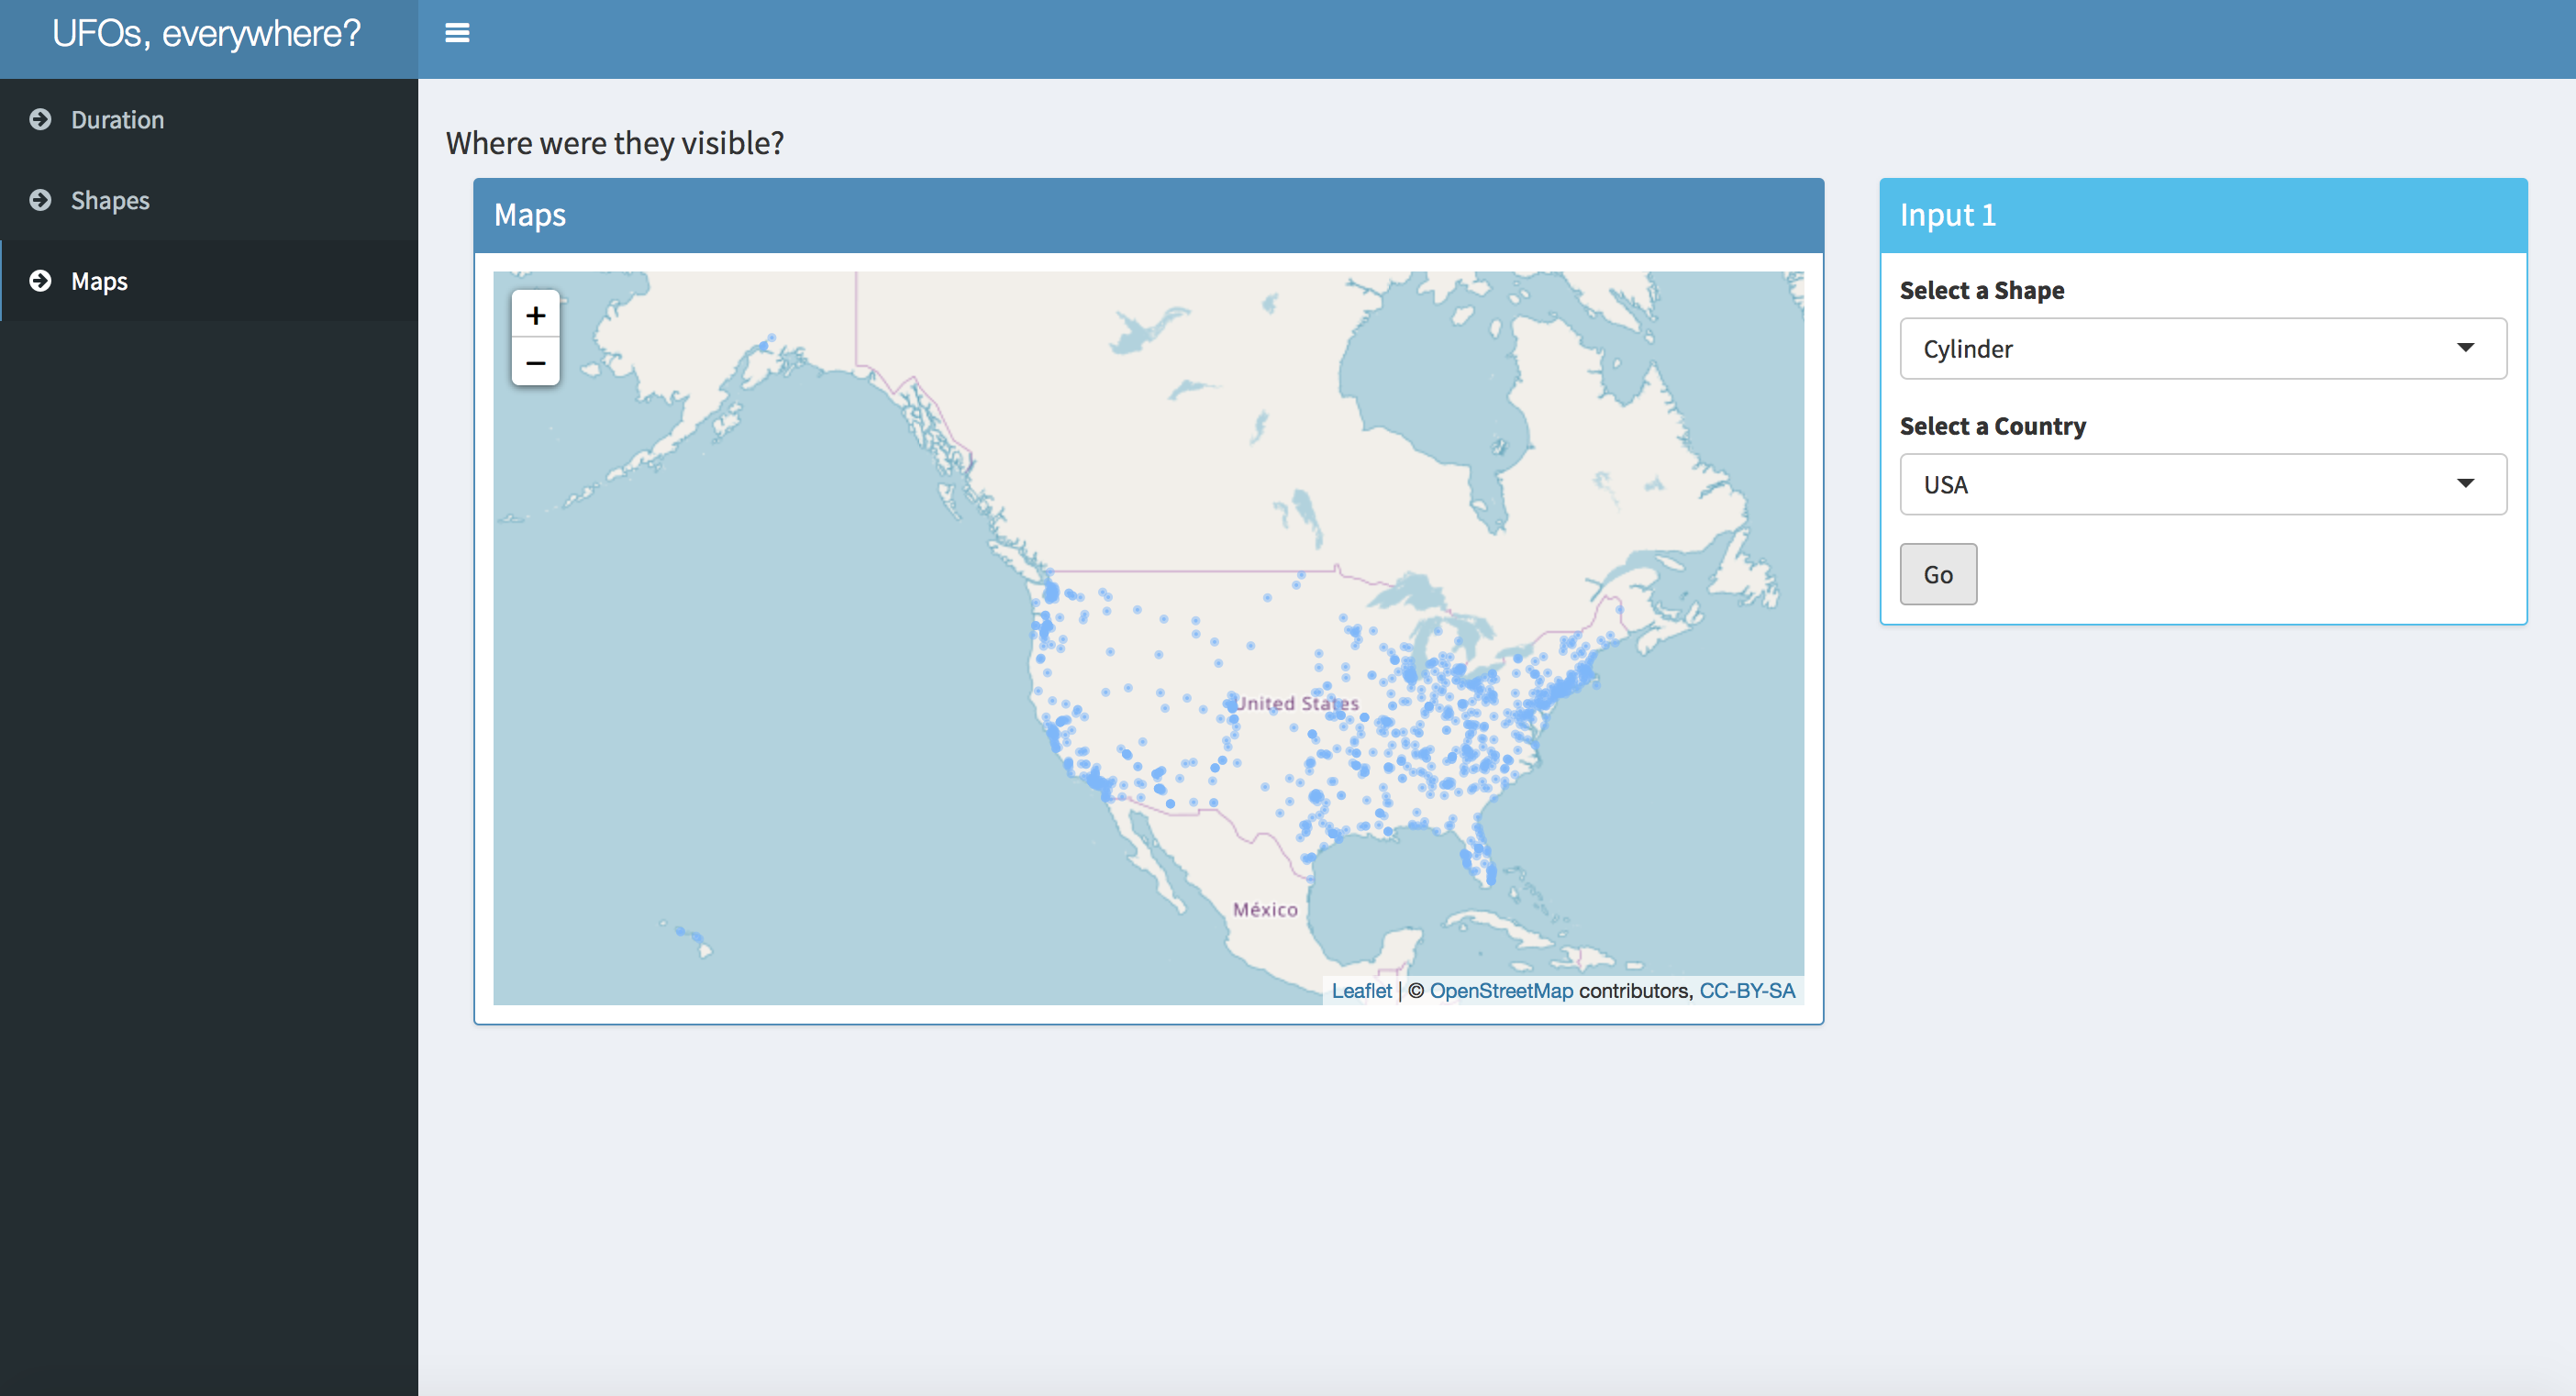 UFOs, everywhere?
Duration
Shapes
Maps
Where were they visible?
Maps
+
−
United States
México
Leaflet | © OpenStreetMap contributors, CC-BY-SA
Input 1
Select a Shape
Cylinder
Select a Country
USA
Go